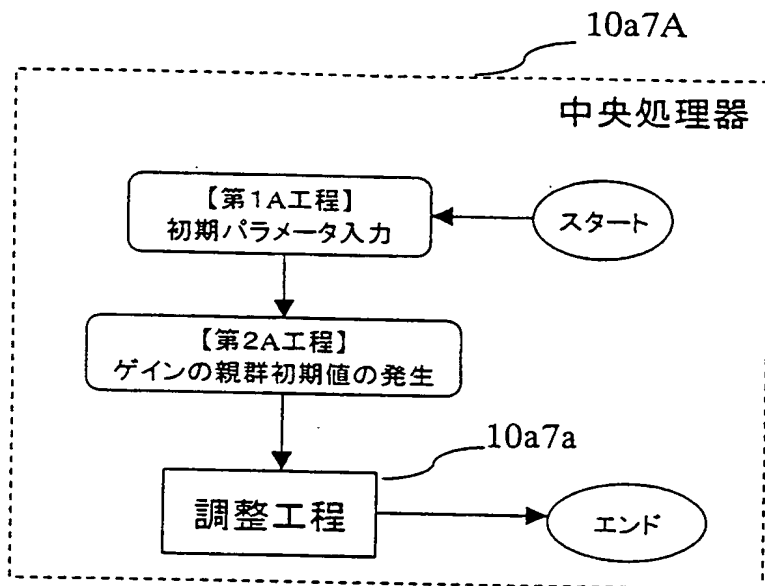 10a7A
中央処理器
【第1A工程】
初期パラメータ入力
スタート
【第2A工程】
ゲインの親群初期値の発生
10a7a
調整工程
エンド